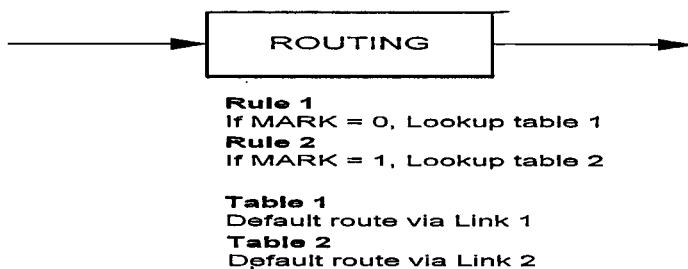 ROUTING
Rule 1
If MARK = 0, Lookup table 1
Rule 2
If MARK = 1, Lookup table 2
Table 1
Default route via Link 1
Table 2
Default route via Link 2